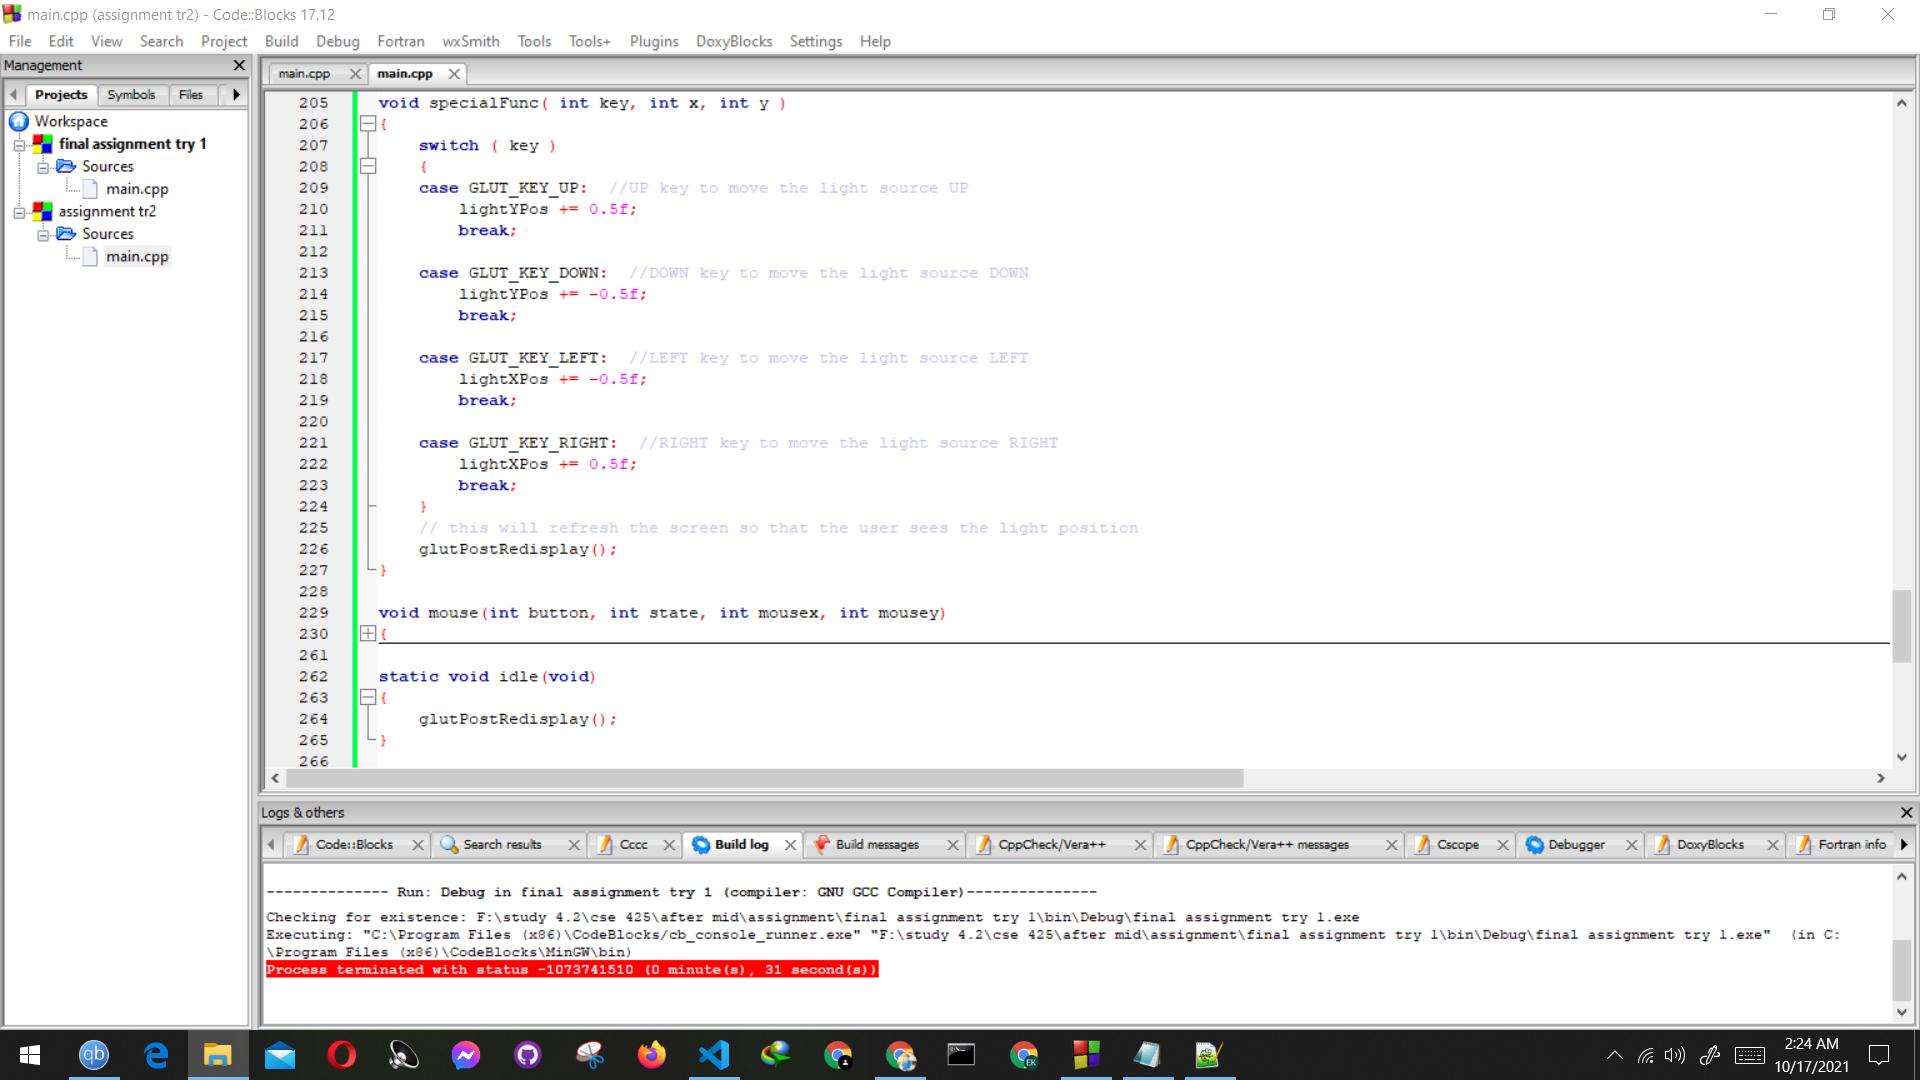 main.cpp (assignment tr2) - Code::Blocks 17.12
File Edit View Search Project Build Debug Fortran wxSmith Tools Tools+ Plugins DoxyBlocks Settings Help
Management
Projects Symbols Files
Workspace
final assignment try 1
Sources
main.cpp
assignment tr2
Sources
main.cpp
main.cpp main.cpp
205 void specialFunc( int key, int x, int y )
206 {
207 switch ( key )
208 {
209 case GLUT_KEY_UP: //UP key to move the light source UP
210 lightYPos += 0.5f;
211 break;
212
213 case GLUT_KEY_DOWN: //DOWN key to move the light source DOWN
214 lightYPos += -0.5f;
215 break;
216
217 case GLUT_KEY_LEFT: //LEFT key to move the light source LEFT
218 lightXPos += -0.5f;
219 break;
220
221 case GLUT_KEY_RIGHT: //RIGHT key to move the light source RIGHT
222 lightXPos += 0.5f;
223 break;
224 }
225 // this will refresh the screen so that the user sees the light position
226 glutPostRedisplay();
227 }
228
229 void mouse(int button, int state, int mousex, int mousey)
230 {
261
262 static void idle(void)
263 {
264 glutPostRedisplay();
265 }
266
Logs & others
Code::Blocks Search results Cccc Build log Build messages CppCheck/Vera++ CppCheck/Vera++ messages Cscope Debugger DoxyBlocks Fortran info
-------------- Run: Debug in final assignment try 1 (compiler: GNU GCC Compiler)---------------
Checking for existence: F:\study 4.2\cse 425\after mid\assignment\final assignment try 1\bin\Debug\final assignment try 1.exe
Executing: "C:\Program Files (x86)\CodeBlocks/cb_console_runner.exe" "F:\study 4.2\cse 425\after mid\assignment\final assignment try 1\bin\Debug\final assignment try 1.exe"  (in C:
\Program Files (x86)\CodeBlocks\MinGW\bin)
Process terminated with status -1073741510 (0 minute(s), 31 second(s))
qb
EK
2:24 AM
10/17/2021